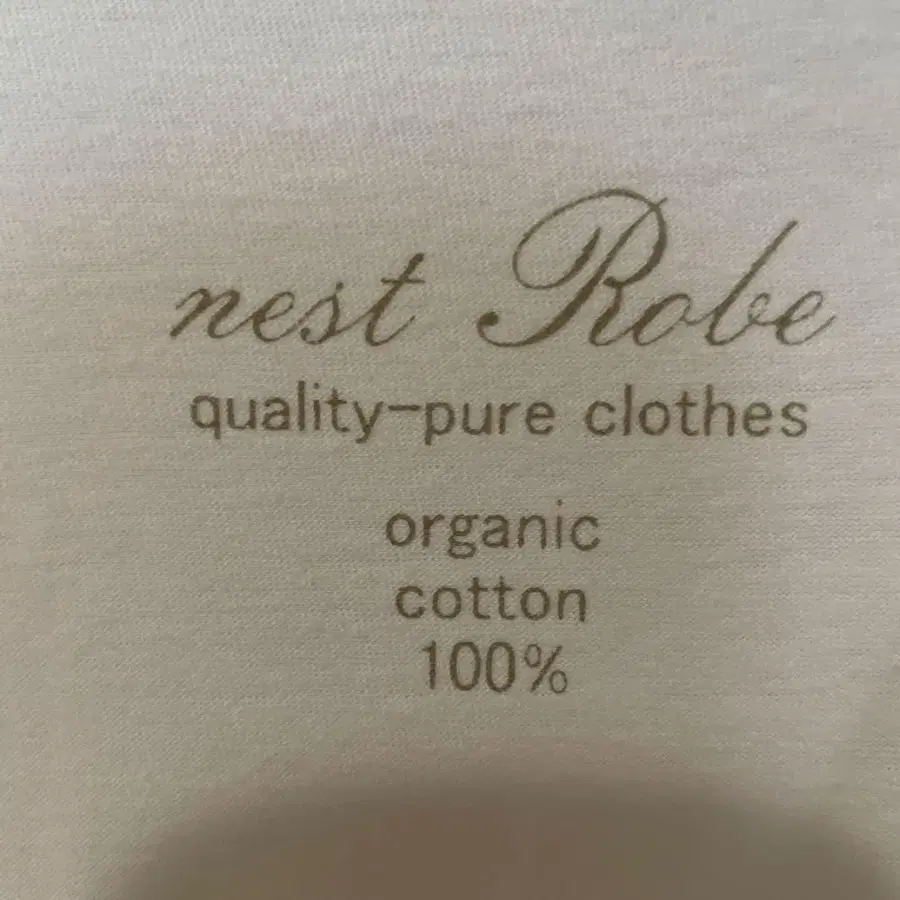 nest Robe
quality-pure clothes
organic
cotton
100%